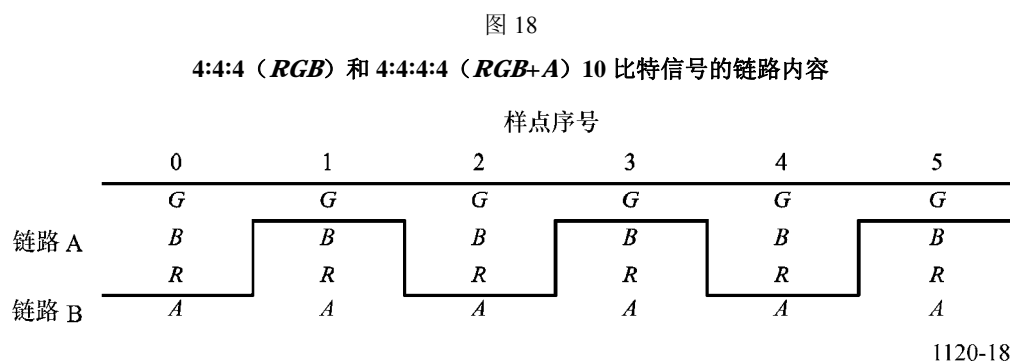 图 18
4:4:4（RGB）和 4:4:4:4（RGB+A）10 比特信号的链路内容
样点序号
0 1 2 3 4 5
G G G G G G
链路 A B B B B B B
R R R R R R
链路 B A A A A A A
1120-18